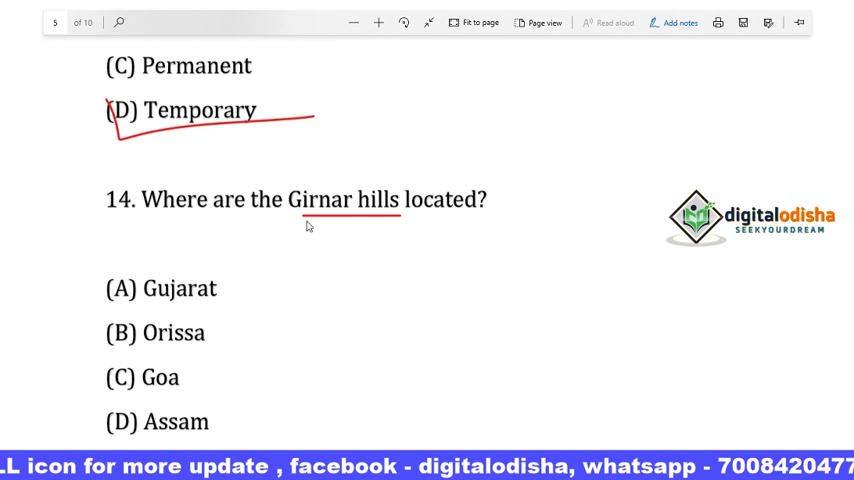 5 of 10 Fit to page Page view Read aloud Add notes
(C) Permanent
(D) Temporary
14. Where are the Girnar hills located?
digitalodisha
SEEKYOURDREAM
(A) Gujarat
(B) Orissa
(C) Goa
(D) Assam
LL icon for more update , facebook - digitalodisha, whatsapp - 7008420477